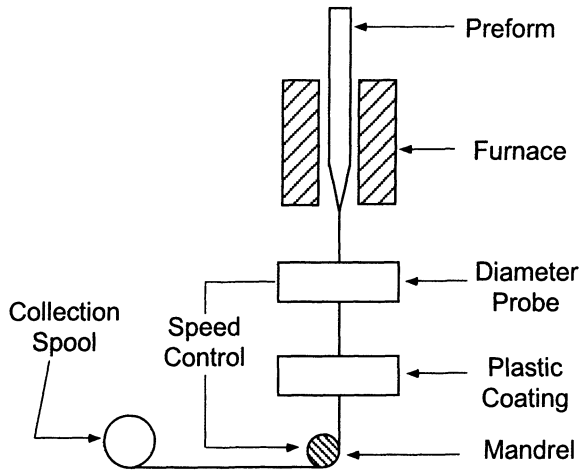 Preform
Furnace
Diameter
Probe
Collection
Spool
Speed
Control
Plastic
Coating
Mandrel